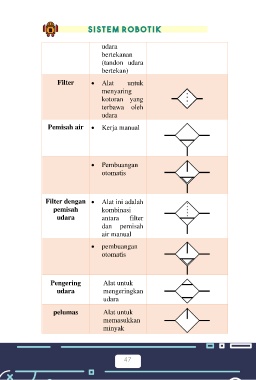 SISTEM ROBOTIK
udara
bertekanan
(tandon udara
bertekan)
Filter
• Alat untuk
menyaring
kotoran yang
terbawa oleh
udara
Pemisah air
• Kerja manual
• Pembuangan
otomatis
Filter dengan
pemisah
udara
• Alat ini adalah
kombinasi
antara filter
dan pemisah
air manual
• pembuangan
otomatis
Pengering
udara
Alat untuk
mengeringkan
udara
pelumas
Alat untuk
memasukkan
minyak
47